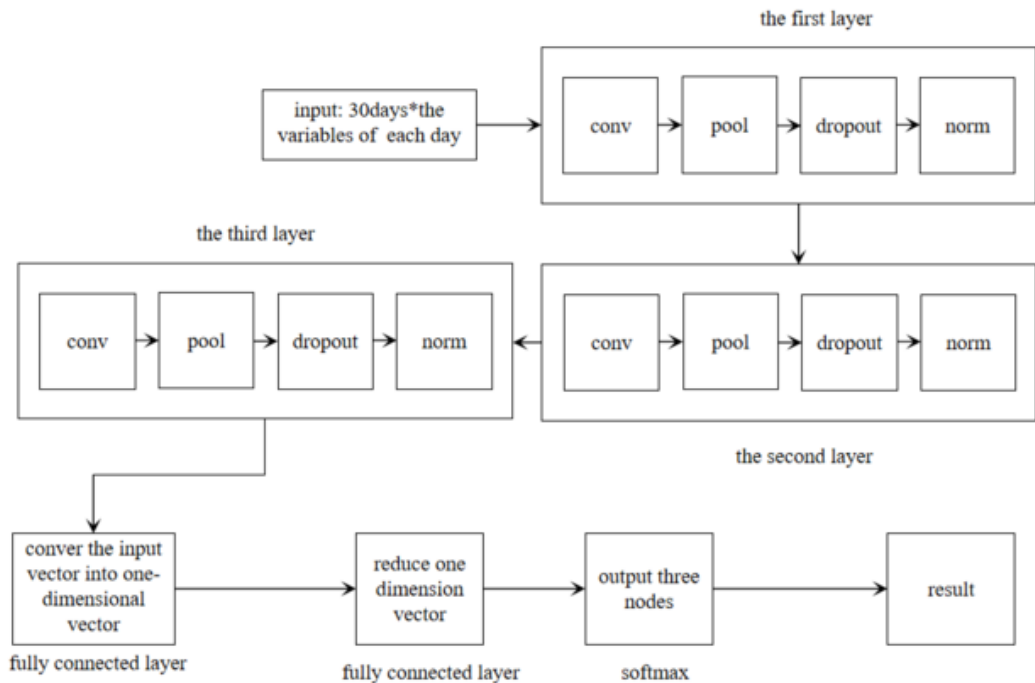 the first layer
input: 30days*the
variables of each day
conv
pool
dropout
norm
the third layer
conv
pool
dropout
norm
conv
pool
dropout
norm
the second layer
conver the input
vector into one-
dimensional
vector
reduce one
dimension
vector
output three
nodes
result
fully connected layer
fully connected layer
softmax